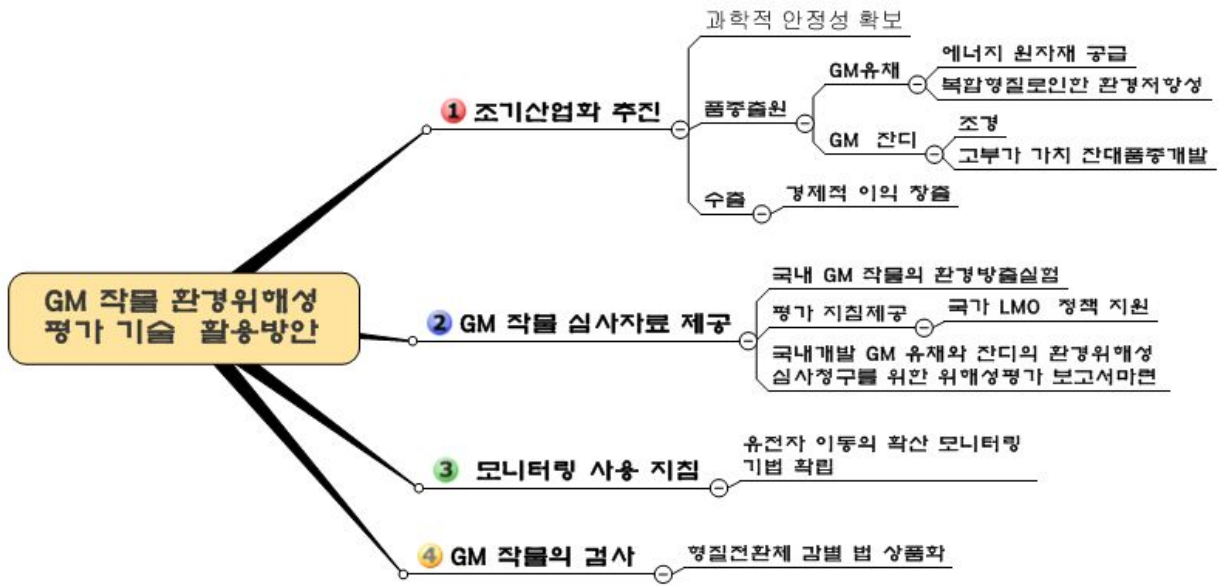 GM 작물 환경위해성
평가 기술 활용방안
1 조기산업화 추진
과학적 안정성 확보
품종출원
GM유채
에너지 원자재 공급
복합형질로인한 환경저항성
GM 잔디
조경
고부가 가치 잔대품종개발
수출
경제적 이익 창출
2 GM 작물 심사자료 제공
국내 GM 작물의 환경방출실험
평가 지침제공
국가 LMO 정책 지원
국내개발 GM 유채와 잔디의 환경위해성
심사청구를 위한 위해성평가 보고서마련
3 모니터링 사용 지침
유전자 이동의 확산 모니터링
기법 확립
4 GM 작물의 검사
형질전환체 감별 법 상품화